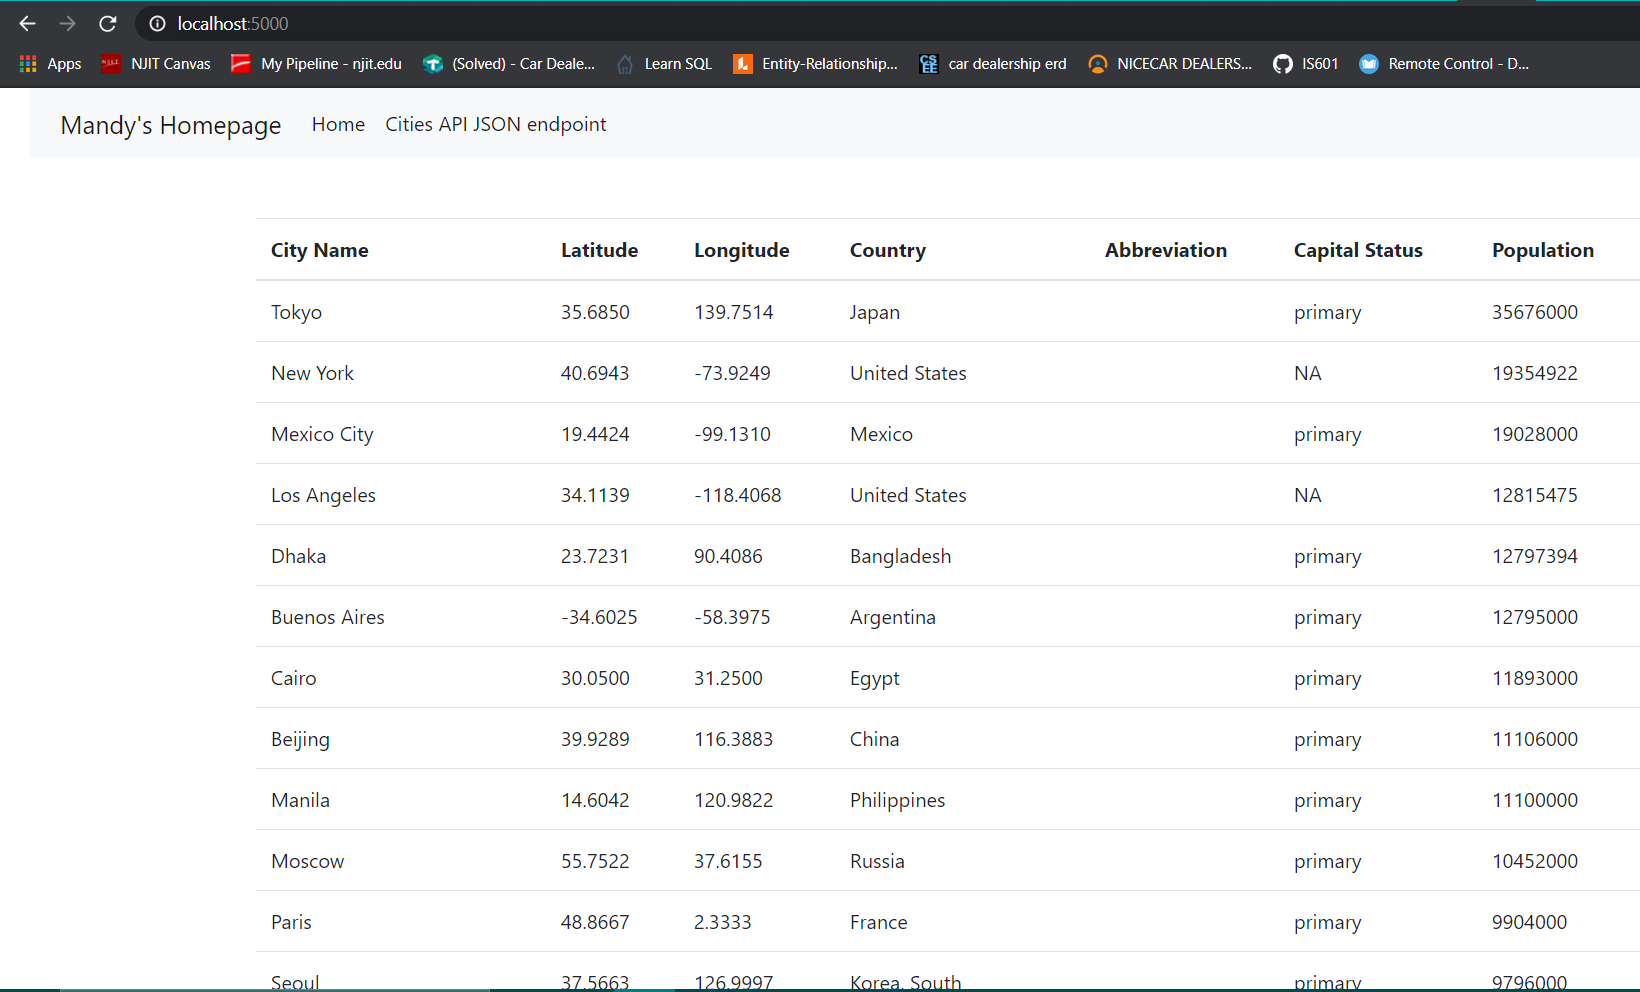 localhost:5000
Apps NJIT Canvas My Pipeline - njit.edu (Solved) - Car Deale... Learn SQL Entity-Relationship... CS EE car dealership erd NICECAR DEALERS... IS601 Remote Control - D...
Mandy's Homepage Home Cities API JSON endpoint
City Name Latitude Longitude Country Abbreviation Capital Status Population
Tokyo 35.6850 139.7514 Japan primary 35676000
New York 40.6943 -73.9249 United States NA 19354922
Mexico City 19.4424 -99.1310 Mexico primary 19028000
Los Angeles 34.1139 -118.4068 United States NA 12815475
Dhaka 23.7231 90.4086 Bangladesh primary 12797394
Buenos Aires -34.6025 -58.3975 Argentina primary 12795000
Cairo 30.0500 31.2500 Egypt primary 11893000
Beijing 39.9289 116.3883 China primary 11106000
Manila 14.6042 120.9822 Philippines primary 11100000
Moscow 55.7522 37.6155 Russia primary 10452000
Paris 48.8667 2.3333 France primary 9904000
Seoul 37.5663 126.9997 Korea, South primary 9796000